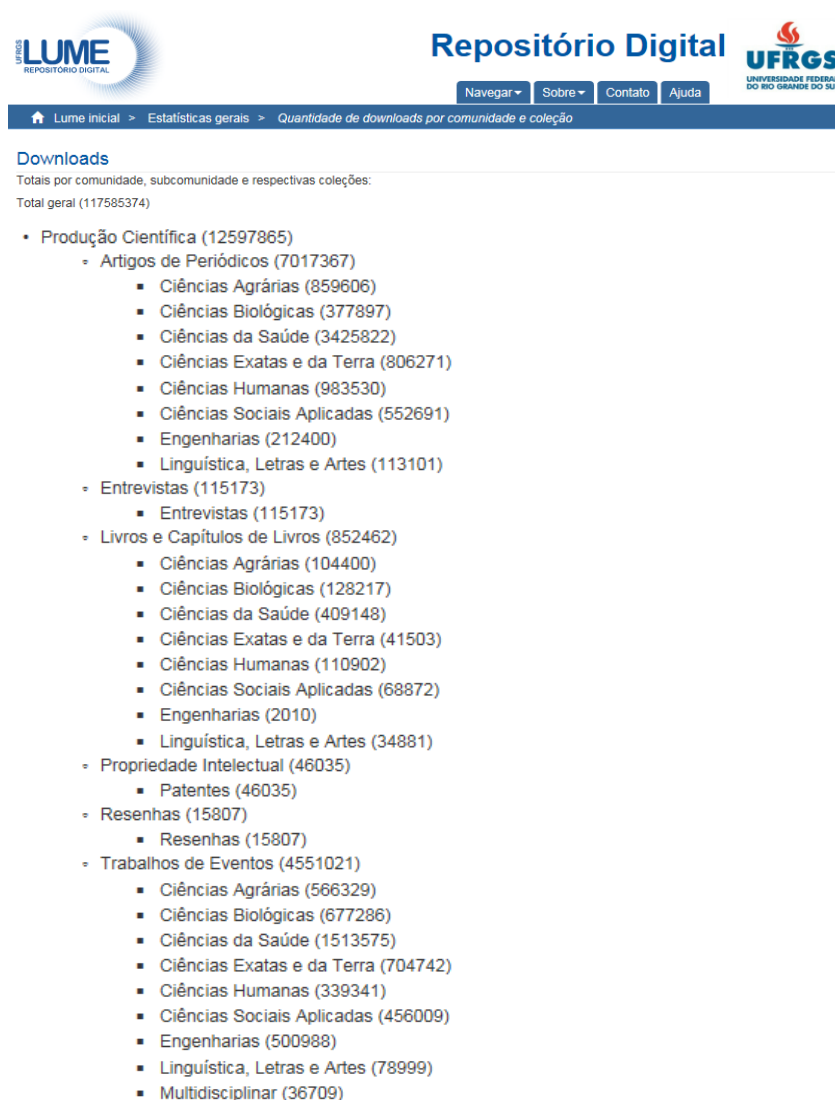 UFRGS
LUME
REPOSITÓRIO DIGITAL
Repositório Digital
UFRGS
UNIVERSIDADE FEDERAL
DO RIO GRANDE DO SUL
Navegar Sobre Contato Ajuda
Lume inicial > Estatísticas gerais > Quantidade de downloads por comunidade e coleção
Downloads
Totais por comunidade, subcomunidade e respectivas coleções:
Total geral (117585374)
• Produção Científica (12597865)
◦ Artigos de Periódicos (7017367)
▪ Ciências Agrárias (859606)
▪ Ciências Biológicas (377897)
▪ Ciências da Saúde (3425822)
▪ Ciências Exatas e da Terra (806271)
▪ Ciências Humanas (983530)
▪ Ciências Sociais Aplicadas (552691)
▪ Engenharias (212400)
▪ Linguística, Letras e Artes (113101)
◦ Entrevistas (115173)
▪ Entrevistas (115173)
◦ Livros e Capítulos de Livros (852462)
▪ Ciências Agrárias (104400)
▪ Ciências Biológicas (128217)
▪ Ciências da Saúde (409148)
▪ Ciências Exatas e da Terra (41503)
▪ Ciências Humanas (110902)
▪ Ciências Sociais Aplicadas (68872)
▪ Engenharias (2010)
▪ Linguística, Letras e Artes (34881)
◦ Propriedade Intelectual (46035)
▪ Patentes (46035)
◦ Resenhas (15807)
▪ Resenhas (15807)
◦ Trabalhos de Eventos (4551021)
▪ Ciências Agrárias (566329)
▪ Ciências Biológicas (677286)
▪ Ciências da Saúde (1513575)
▪ Ciências Exatas e da Terra (704742)
▪ Ciências Humanas (339341)
▪ Ciências Sociais Aplicadas (456009)
▪ Engenharias (500988)
▪ Linguística, Letras e Artes (78999)
▪ Multidisciplinar (36709)